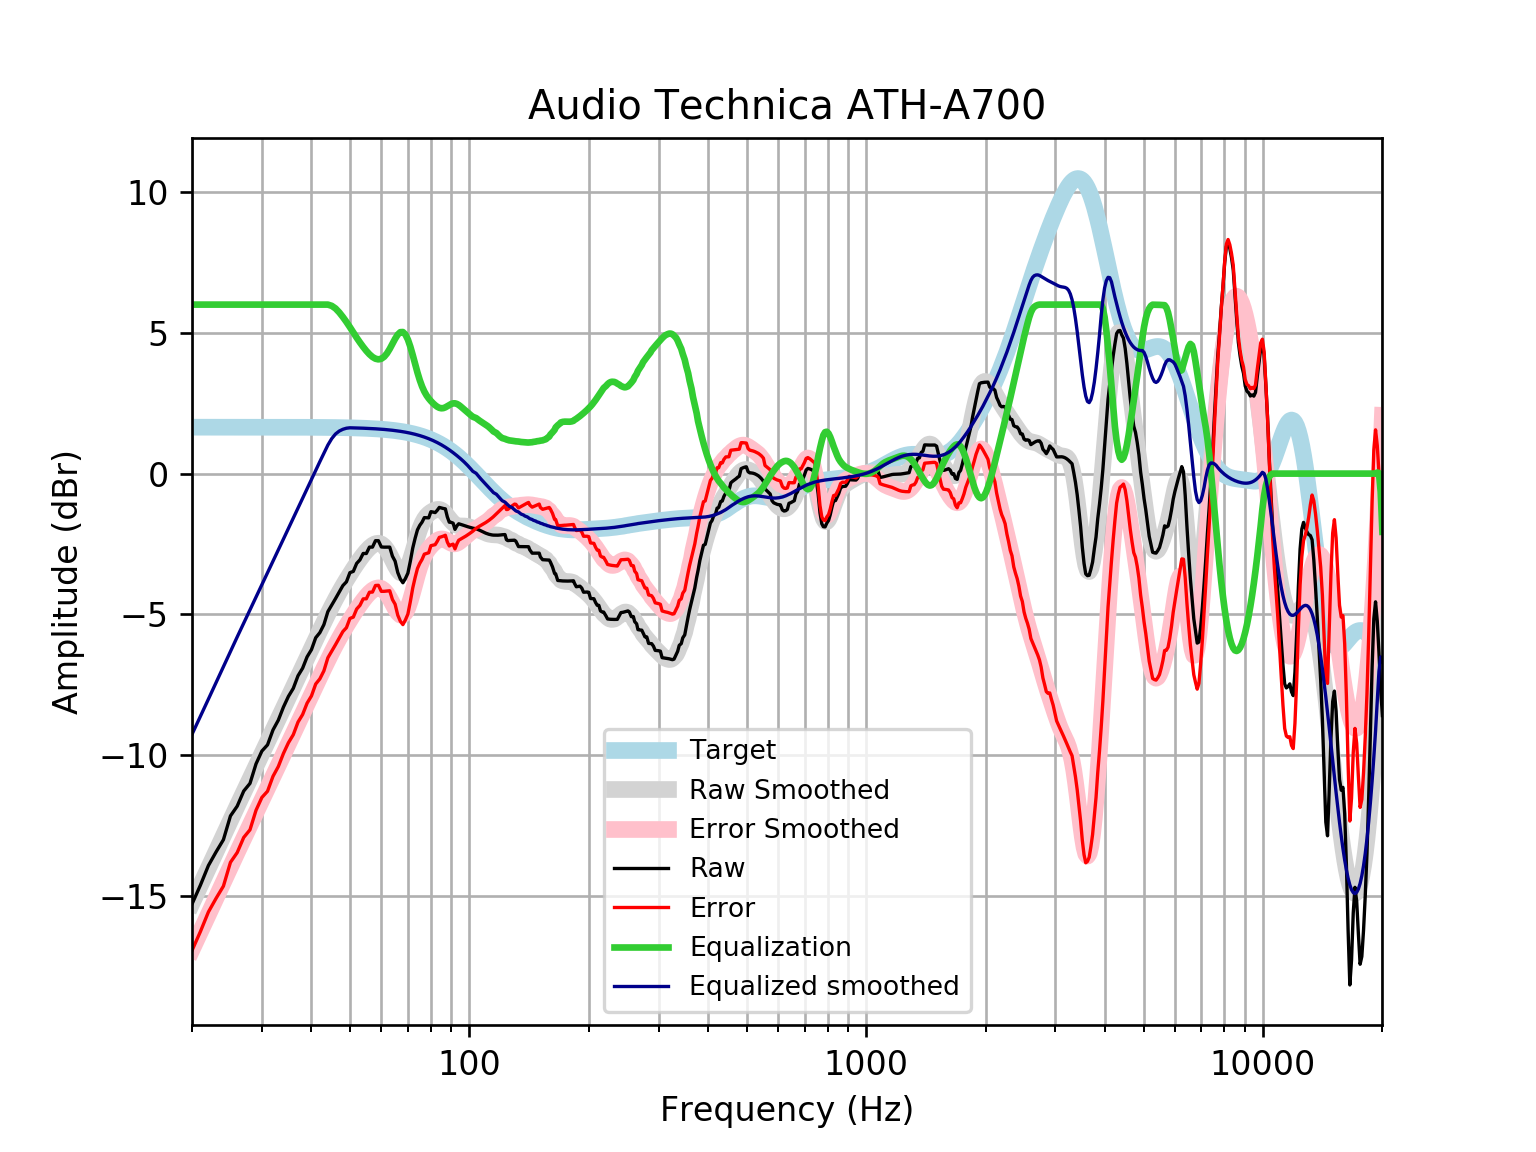 Audio Technica ATH-A700
10
5
0
−5
−10
−15
Amplitude (dBr)
Target
Raw Smoothed
Error Smoothed
Raw
Error
Equalization
Equalized smoothed
100
1000
10000
Frequency (Hz)